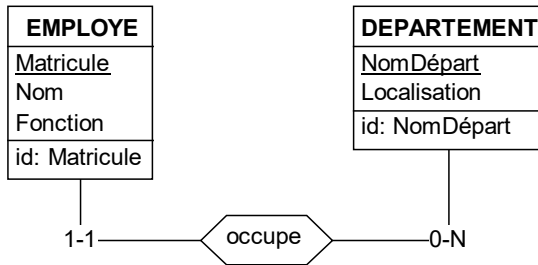 EMPLOYE
Matricule
Nom
Fonction
id: Matricule
DEPARTEMENT
NomDépart
Localisation
id: NomDépart
1-1
occupe
0-N